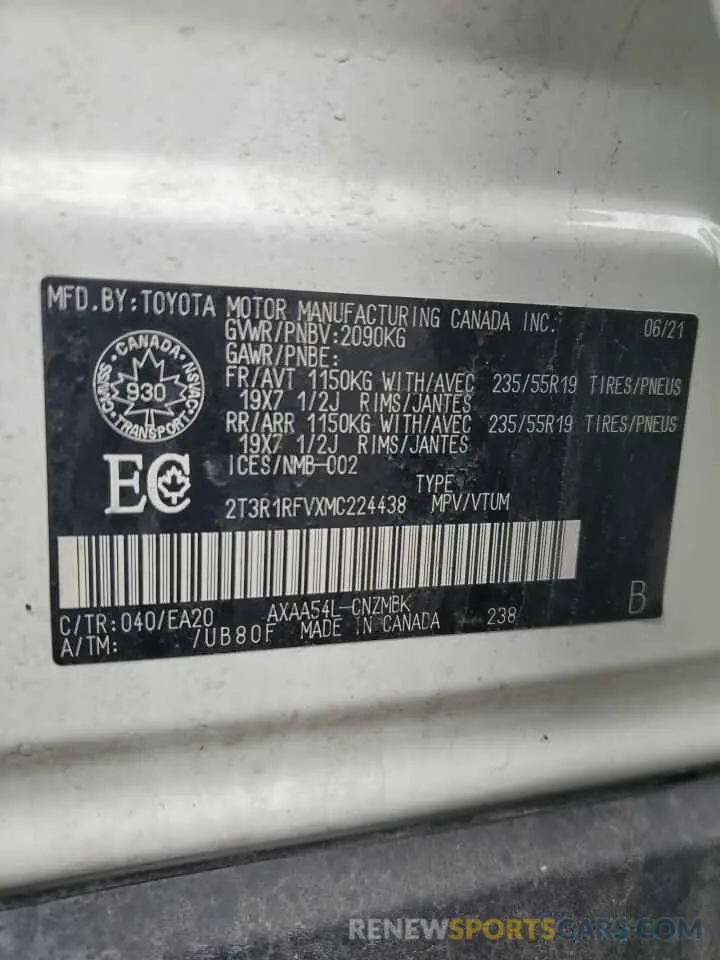 MFD.BY:TOYOTA MOTOR MANUFACTURING CANADA INC. 06/21
GVWR/PNBV:2090KG
GAWR/PNBE:
FR/AVT 1150KG WITH/AVEC 235/55R19 TIRES/PNEUS
19X7 1/2J RIMS/JANTES
RR/ARR 1150KG WITH/AVEC 235/55R19 TIRES/PNEUS
19X7 1/2J RIMS/JANTES
ICES/NMB-002
CANADA
CMVSS 930 NSVAC
TRANSPORT
EC
TYPE
2T3R1RFVXMC224438 MPV/VTUM
C/TR:040/EA20 AXAA54L-CNZMBK
A/TM: 7UB80F MADE IN CANADA 238
B
RENEWSPORTSCARS.COM